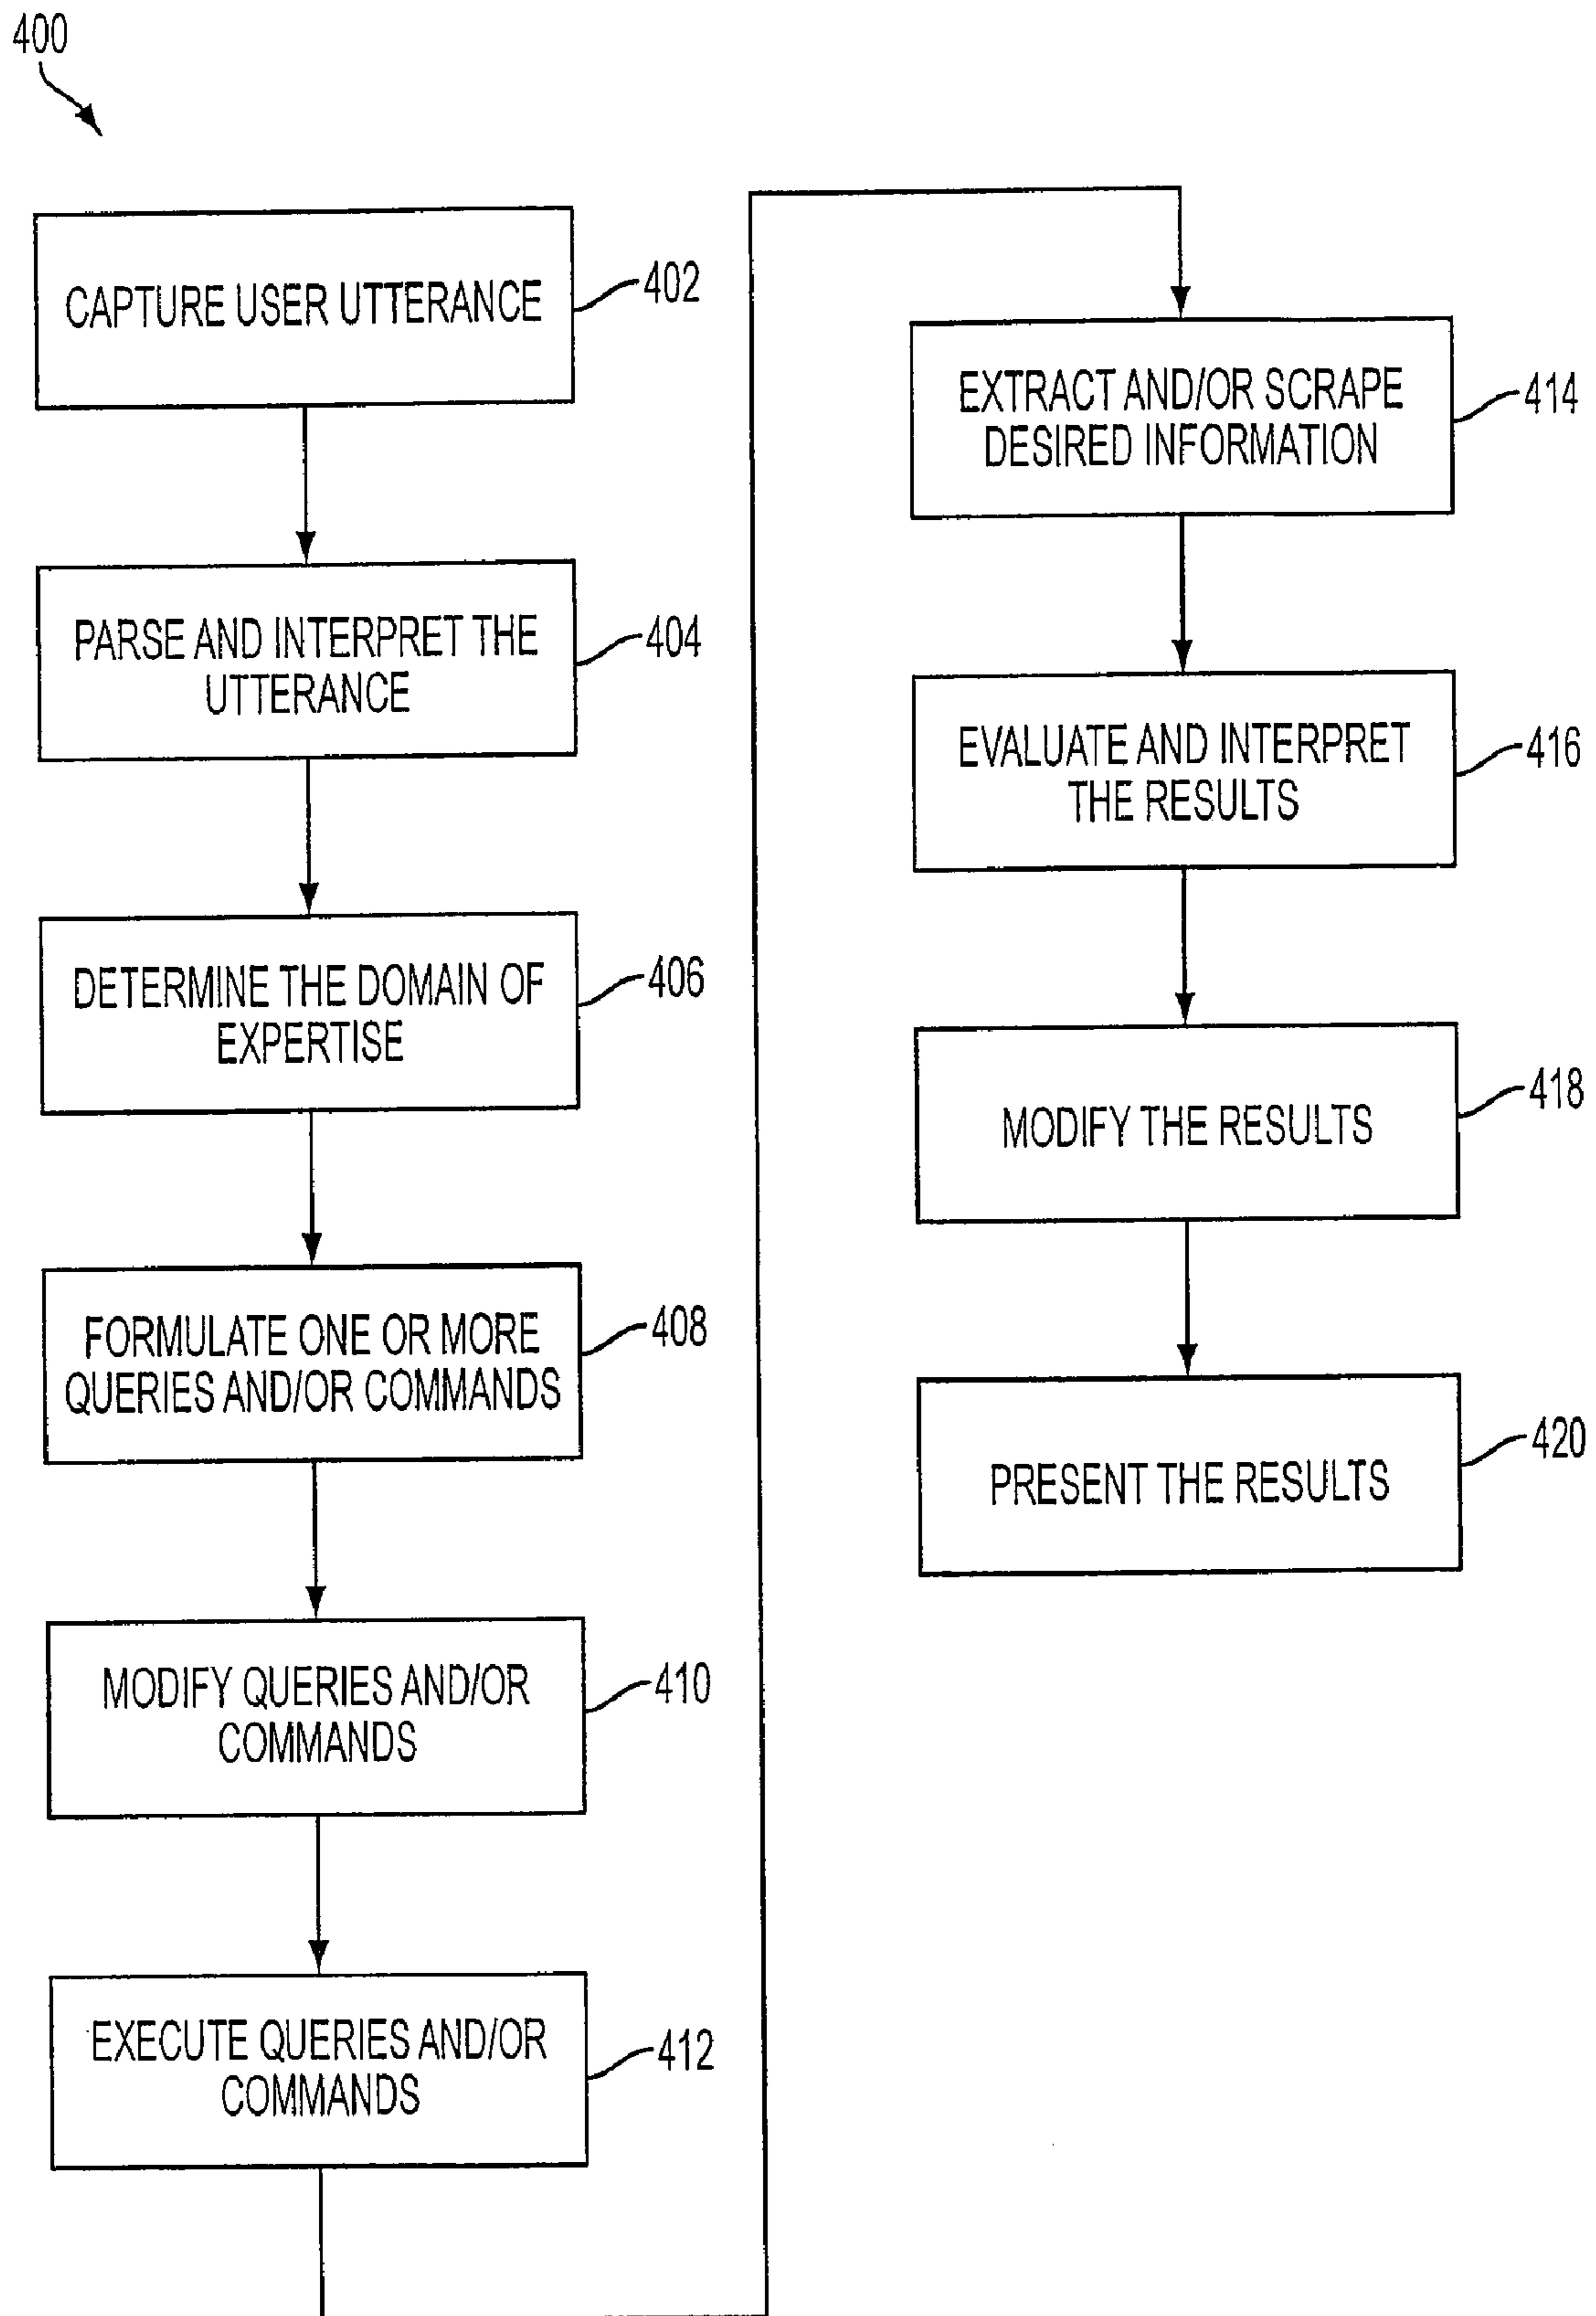 400
CAPTURE USER UTTERANCE
402
PARSE AND INTERPRET THE
UTTERANCE
404
DETERMINE THE DOMAIN OF
EXPERTISE
406
FORMULATE ONE OR MORE
QUERIES AND/OR COMMANDS
408
MODIFY QUERIES AND/OR
COMMANDS
410
EXECUTE QUERIES AND/OR
COMMANDS
412
EXTRACT AND/OR SCRAPE
DESIRED INFORMATION
414
EVALUATE AND INTERPRET
THE RESULTS
416
MODIFY THE RESULTS
418
PRESENT THE RESULTS
420